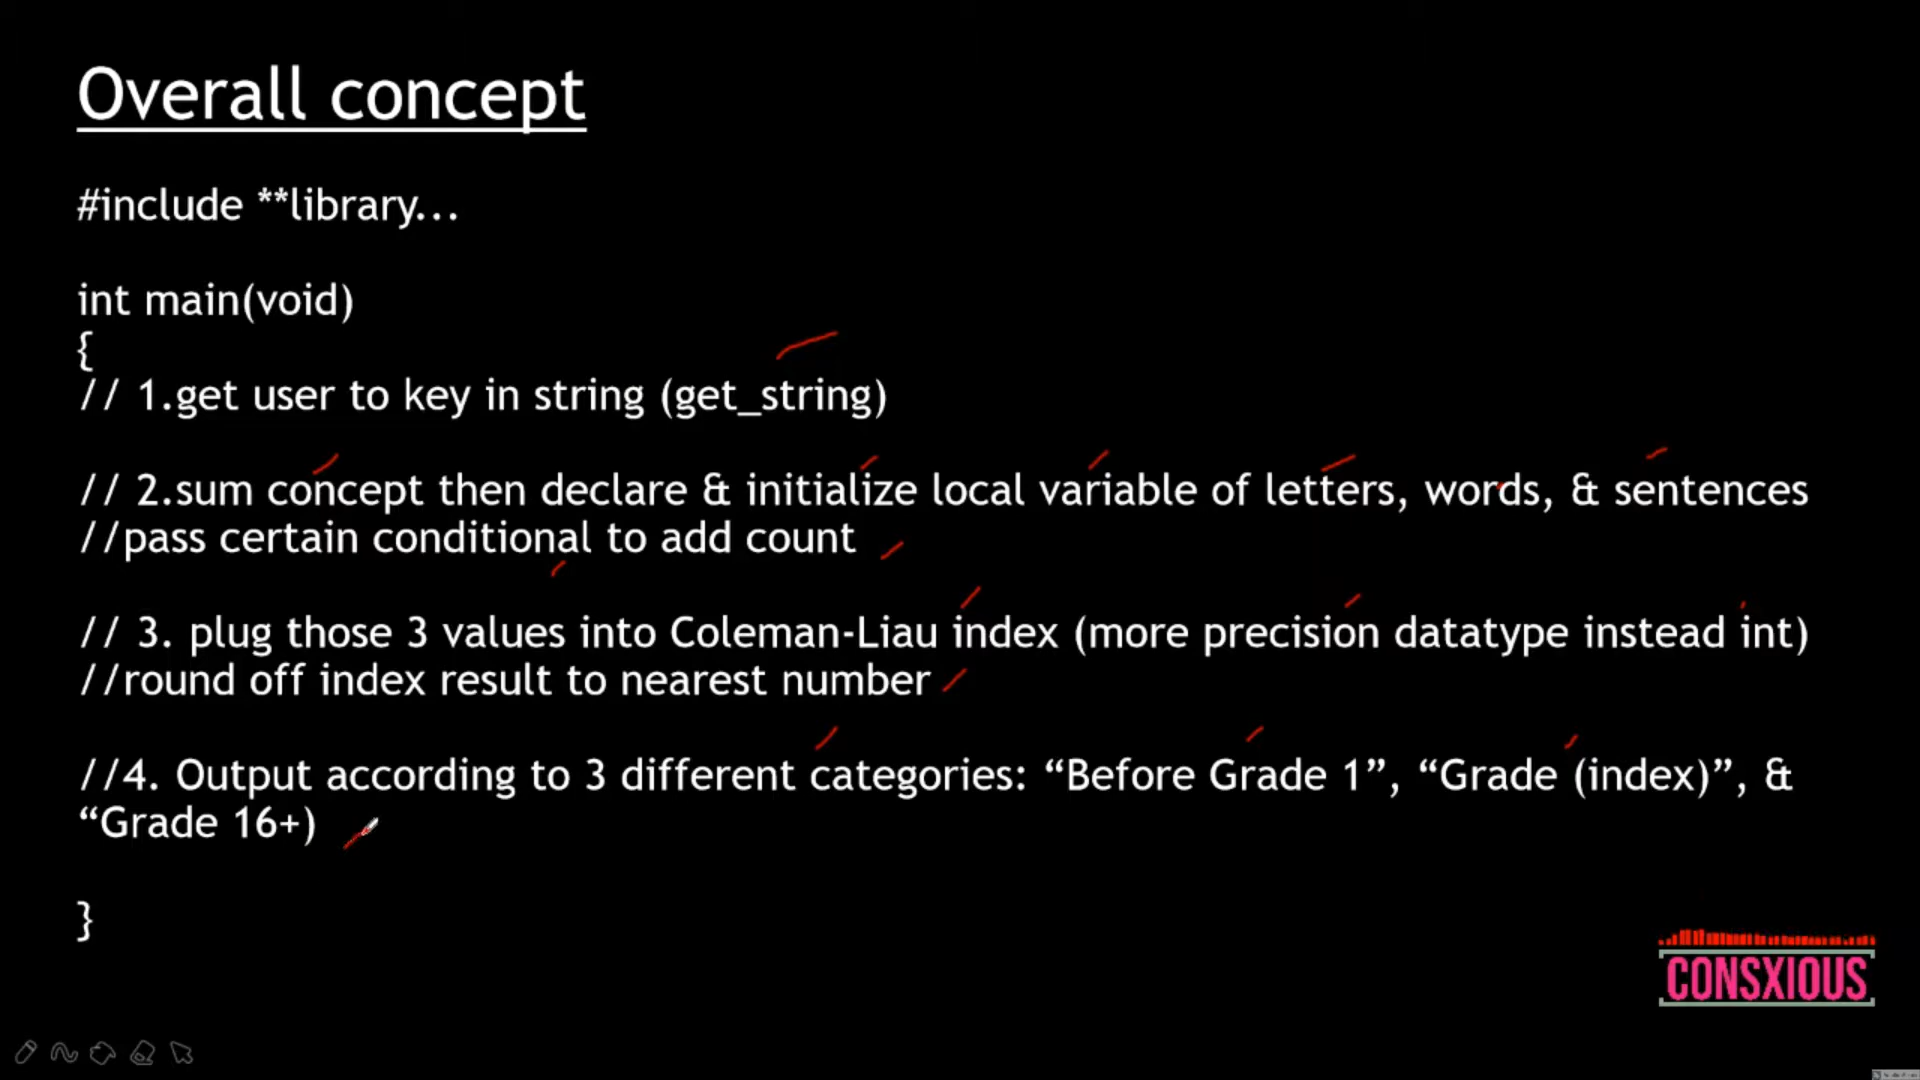 Overall concept
#include **library...
int main(void)
{
// 1.get user to key in string (get_string)
// 2.sum concept then declare & initialize local variable of letters, words, & sentences
//pass certain conditional to add count
// 3. plug those 3 values into Coleman-Liau index (more precision datatype instead int)
//round off index result to nearest number
//4. Output according to 3 different categories: “Before Grade 1”, “Grade (index)”, &
“Grade 16+)
}
CONSXIOUS